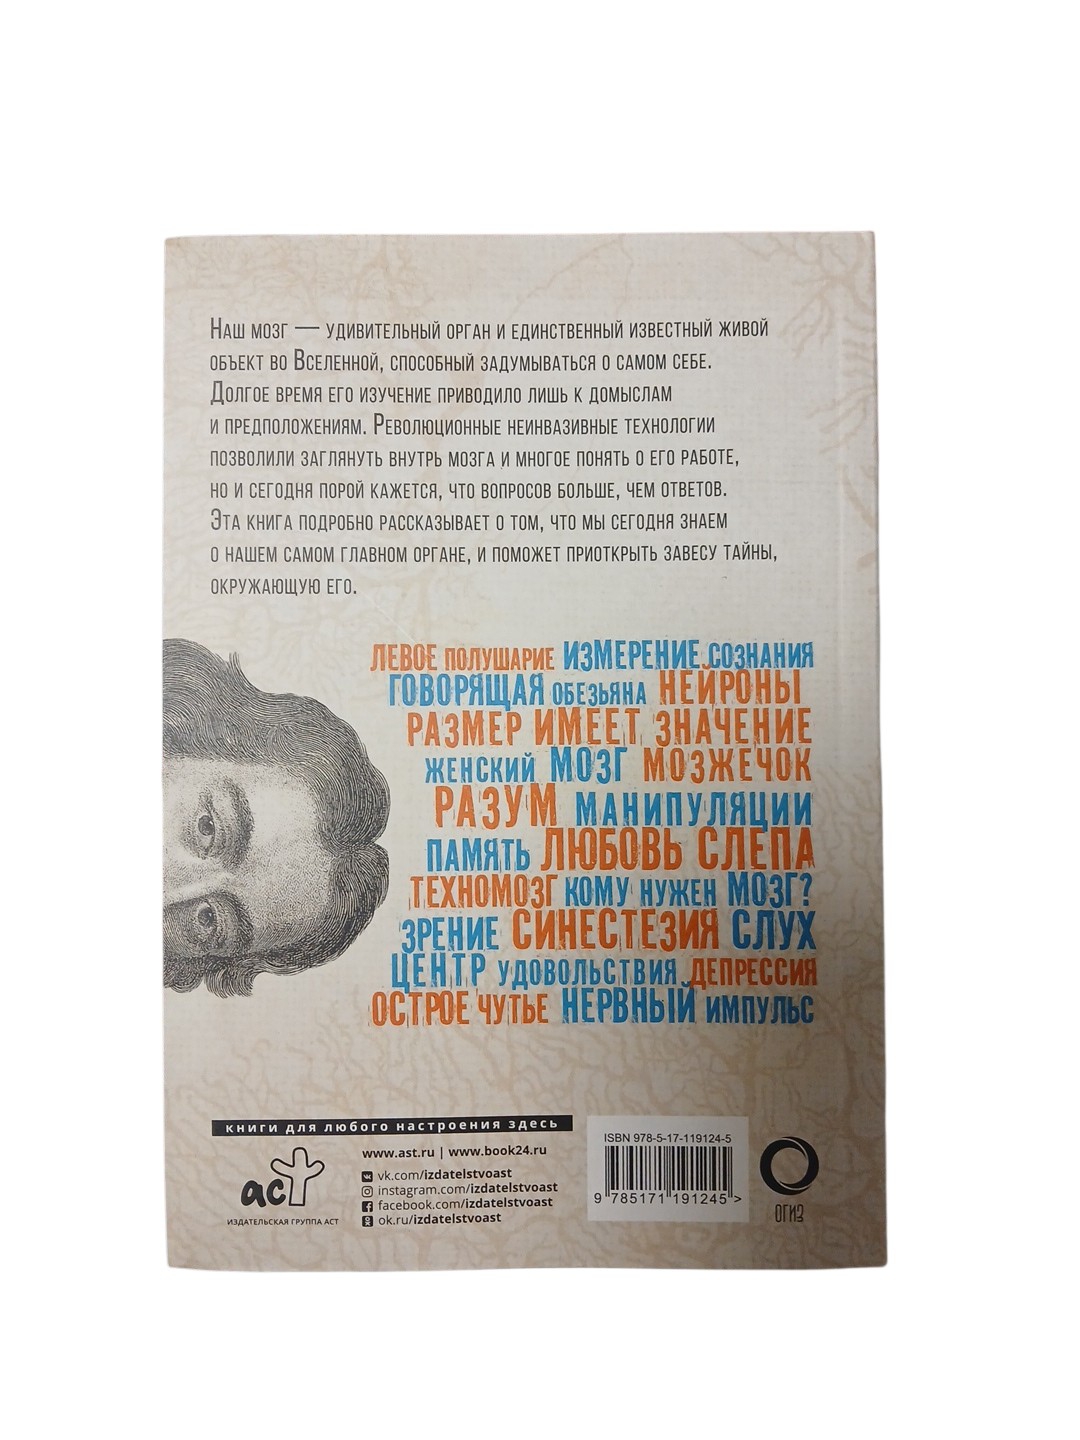 Наш мозг — удивительный орган и единственный известный живой
объект во Вселенной, способный задумываться о самом себе.
Долгое время его изучение приводило лишь к домыслам
и предположениям. Революционные неинвазивные технологии
позволили заглянуть внутрь мозга и многое понять о его работе,
но и сегодня порой кажется, что вопросов больше, чем ответов.
Эта книга подробно рассказывает о том, что мы сегодня знаем
о нашем самом главном органе, и поможет приоткрыть завесу тайны,
окружающую его.
ЛЕВОЕ ПОЛУШАРИЕ ИЗМЕРЕНИЕ СОЗНАНИЯ
ГОВОРЯЩАЯ ОБЕЗЬЯНА НЕЙРОНЫ
РАЗМЕР ИМЕЕТ ЗНАЧЕНИЕ
ЖЕНСКИЙ МОЗГ МОЗЖЕЧОК
РАЗУМ МАНИПУЛЯЦИИ
ПАМЯТЬ ЛЮБОВЬ СЛЕПА
ТЕХНОМОЗГ КОМУ НУЖЕН МОЗГ?
ЗРЕНИЕ СИНЕСТЕЗИЯ СЛУХ
ЦЕНТР УДОВОЛЬСТВИЯ ДЕПРЕССИЯ
ОСТРОЕ ЧУТЬЕ НЕРВНЫЙ ИМПУЛЬС
книги для любого настроения здесь
аст
ИЗДАТЕЛЬСКАЯ ГРУППА АСТ
www.ast.ru | www.book24.ru
vk.com/izdatelstvoast
instagram.com/izdatelstvoast
facebook.com/izdatelstvoast
ok.ru/izdatelstvoast
ISBN 978-5-17-119124-5
9 785171 191245 >
ОГИЗ